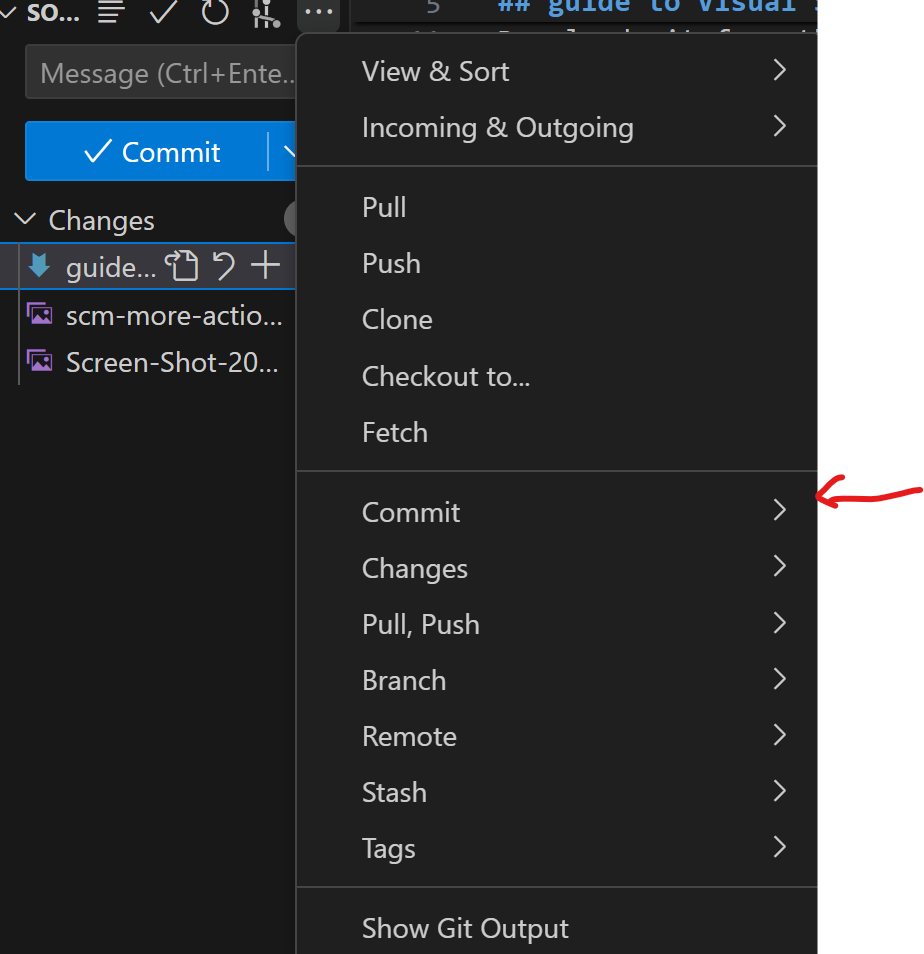 SO...
5 ## guide to Visual
Message (Ctrl+Ente...
Commit
Changes
guide...
scm-more-actio...
Screen-Shot-20...
View & Sort
Incoming & Outgoing
Pull
Push
Clone
Checkout to...
Fetch
Commit
Changes
Pull, Push
Branch
Remote
Stash
Tags
Show Git Output